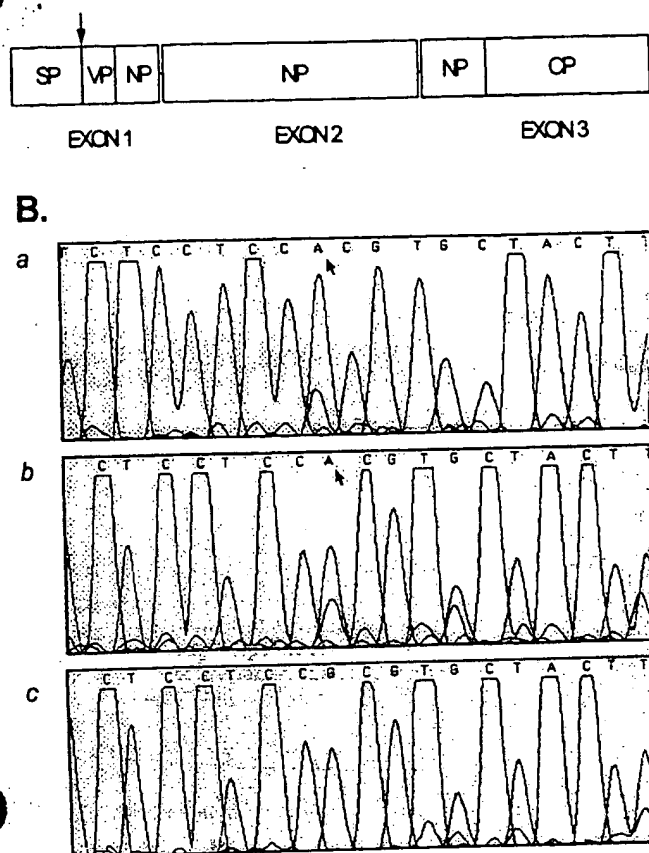 SP VP NP NP NP CP
EXON 1 EXON 2 EXON 3
B.
a
T C T C C T C C A C G T G C T A C T T
b
C T C C T C C A C G T G C T A C T T
c
C T C C T C C G C G T G C T A C T T